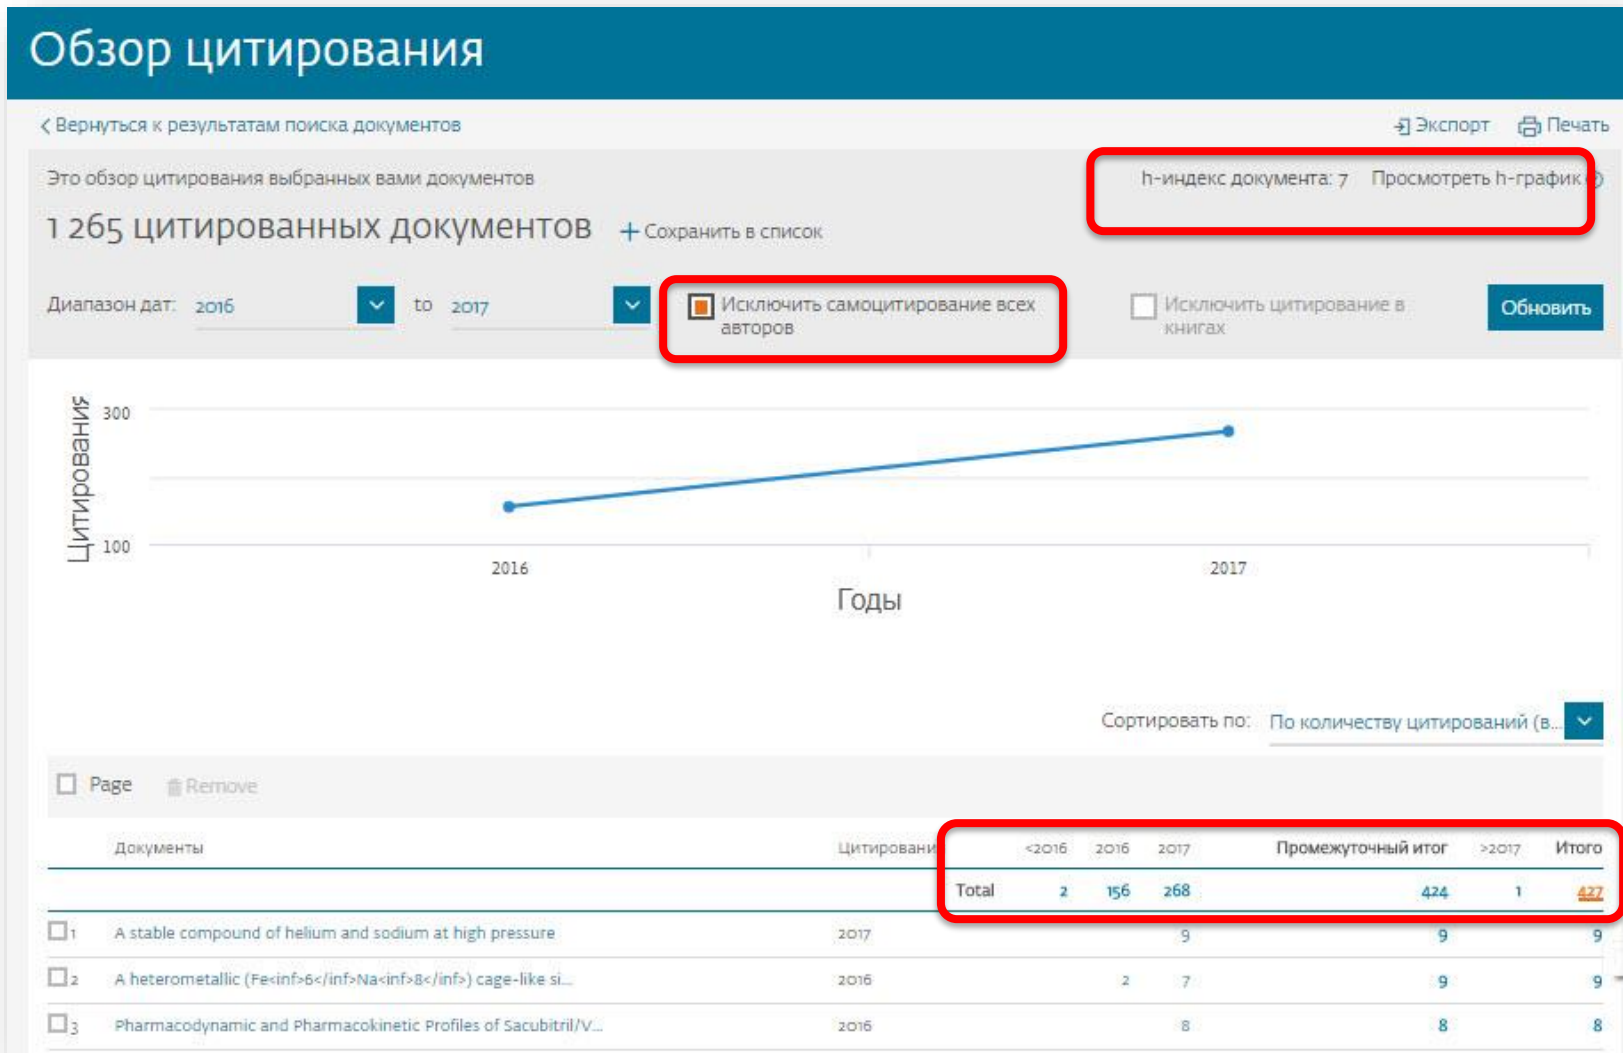 Обзор цитирования
Вернуться к результатам поиска документов
Экспорт Печать
Это обзор цитирования выбранных вами документов
h-индекс документа: 7 Просмотреть h-график
1 265 цитированных документов + Сохранить в список
Диапазон дат: 2016 to 2017
Исключить самоцитирование всех
авторов
Исключить цитирование в
книгах
Обновить
Цитирования
300
100
2016 2017
Годы
Сортировать по: По количеству цитирований (в...
Page Remove
Документы Цитировани <2016 2016 2017 Промежуточный итог >2017 Итого
Total 2 156 268 424 1 427
1 A stable compound of helium and sodium at high pressure 2017 9 9 9
2 A heterometallic (Fe<inf>6</inf>Na<inf>8</inf>) cage-like si... 2016 2 7 9 9
3 Pharmacodynamic and Pharmacokinetic Profiles of Sacubitril/V... 2016 8 8 8